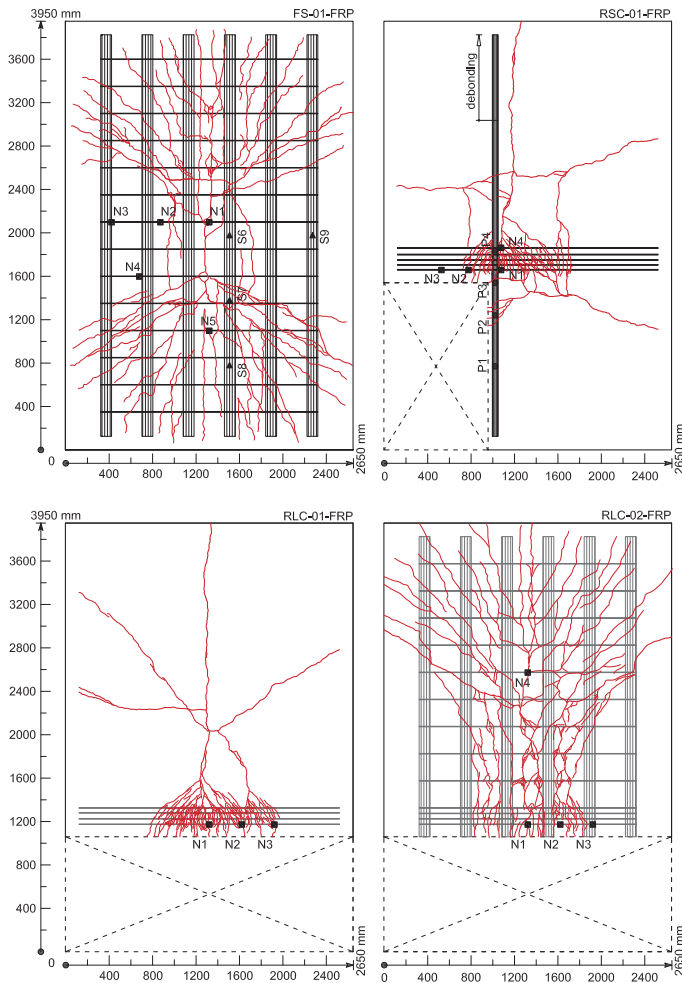 3950 mm FS-01-FRP RSC-01-FRP
3600
3200
debonding
2800
2400
N3 N2 N1
2000
S6 S9
P4 N4
N4
1600
N3 N2 N1
S7
P3
1200
N5
P2
800
S8
P1
400
0
400 800 1200 1600 2000 2400 2650 mm
0 400 800 1200 1600 2000 2400 2650 mm
3950 mm RLC-01-FRP RLC-02-FRP
3600
3200
2800
N4
2400
2000
1600
1200
N1 N2 N3 N1 N2 N3
800
400
0
400 800 1200 1600 2000 2400 2650 mm
0 400 800 1200 1600 2000 2400 2650 mm